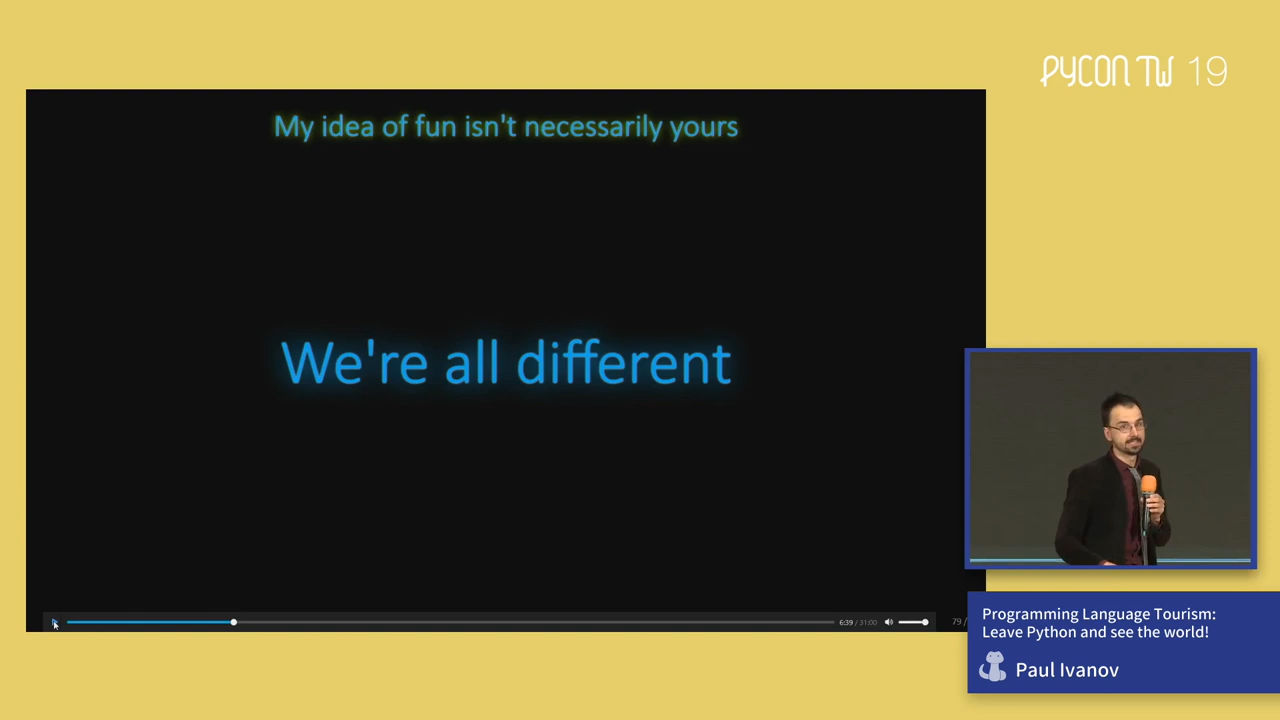 PYCON TW 19
My idea of fun isn't necessarily yours
We're all different
6:39 / 31:00
79 /
Programming Language Tourism:
Leave Python and see the world!
Paul Ivanov